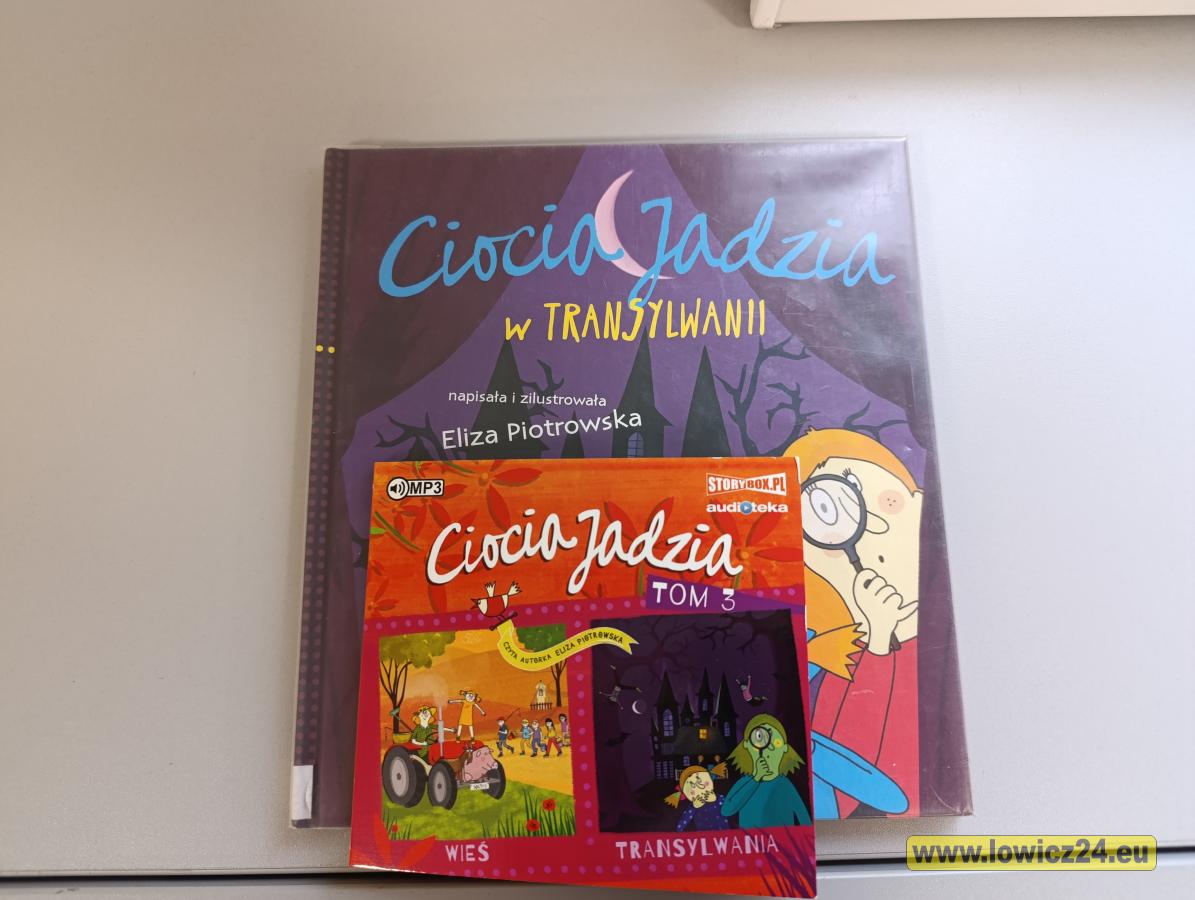 Ciocia Jadzia
w TRANSYLWANII
napisała i zilustrowała
Eliza Piotrowska
MP3
STORYBOX.PL
audioteka
Ciocia Jadzia
TOM 3
CZYTA AUTORKA ELIZA PIOTROWSKA
WIEŚ
TRANSYLWANIA
www.lowicz24.eu